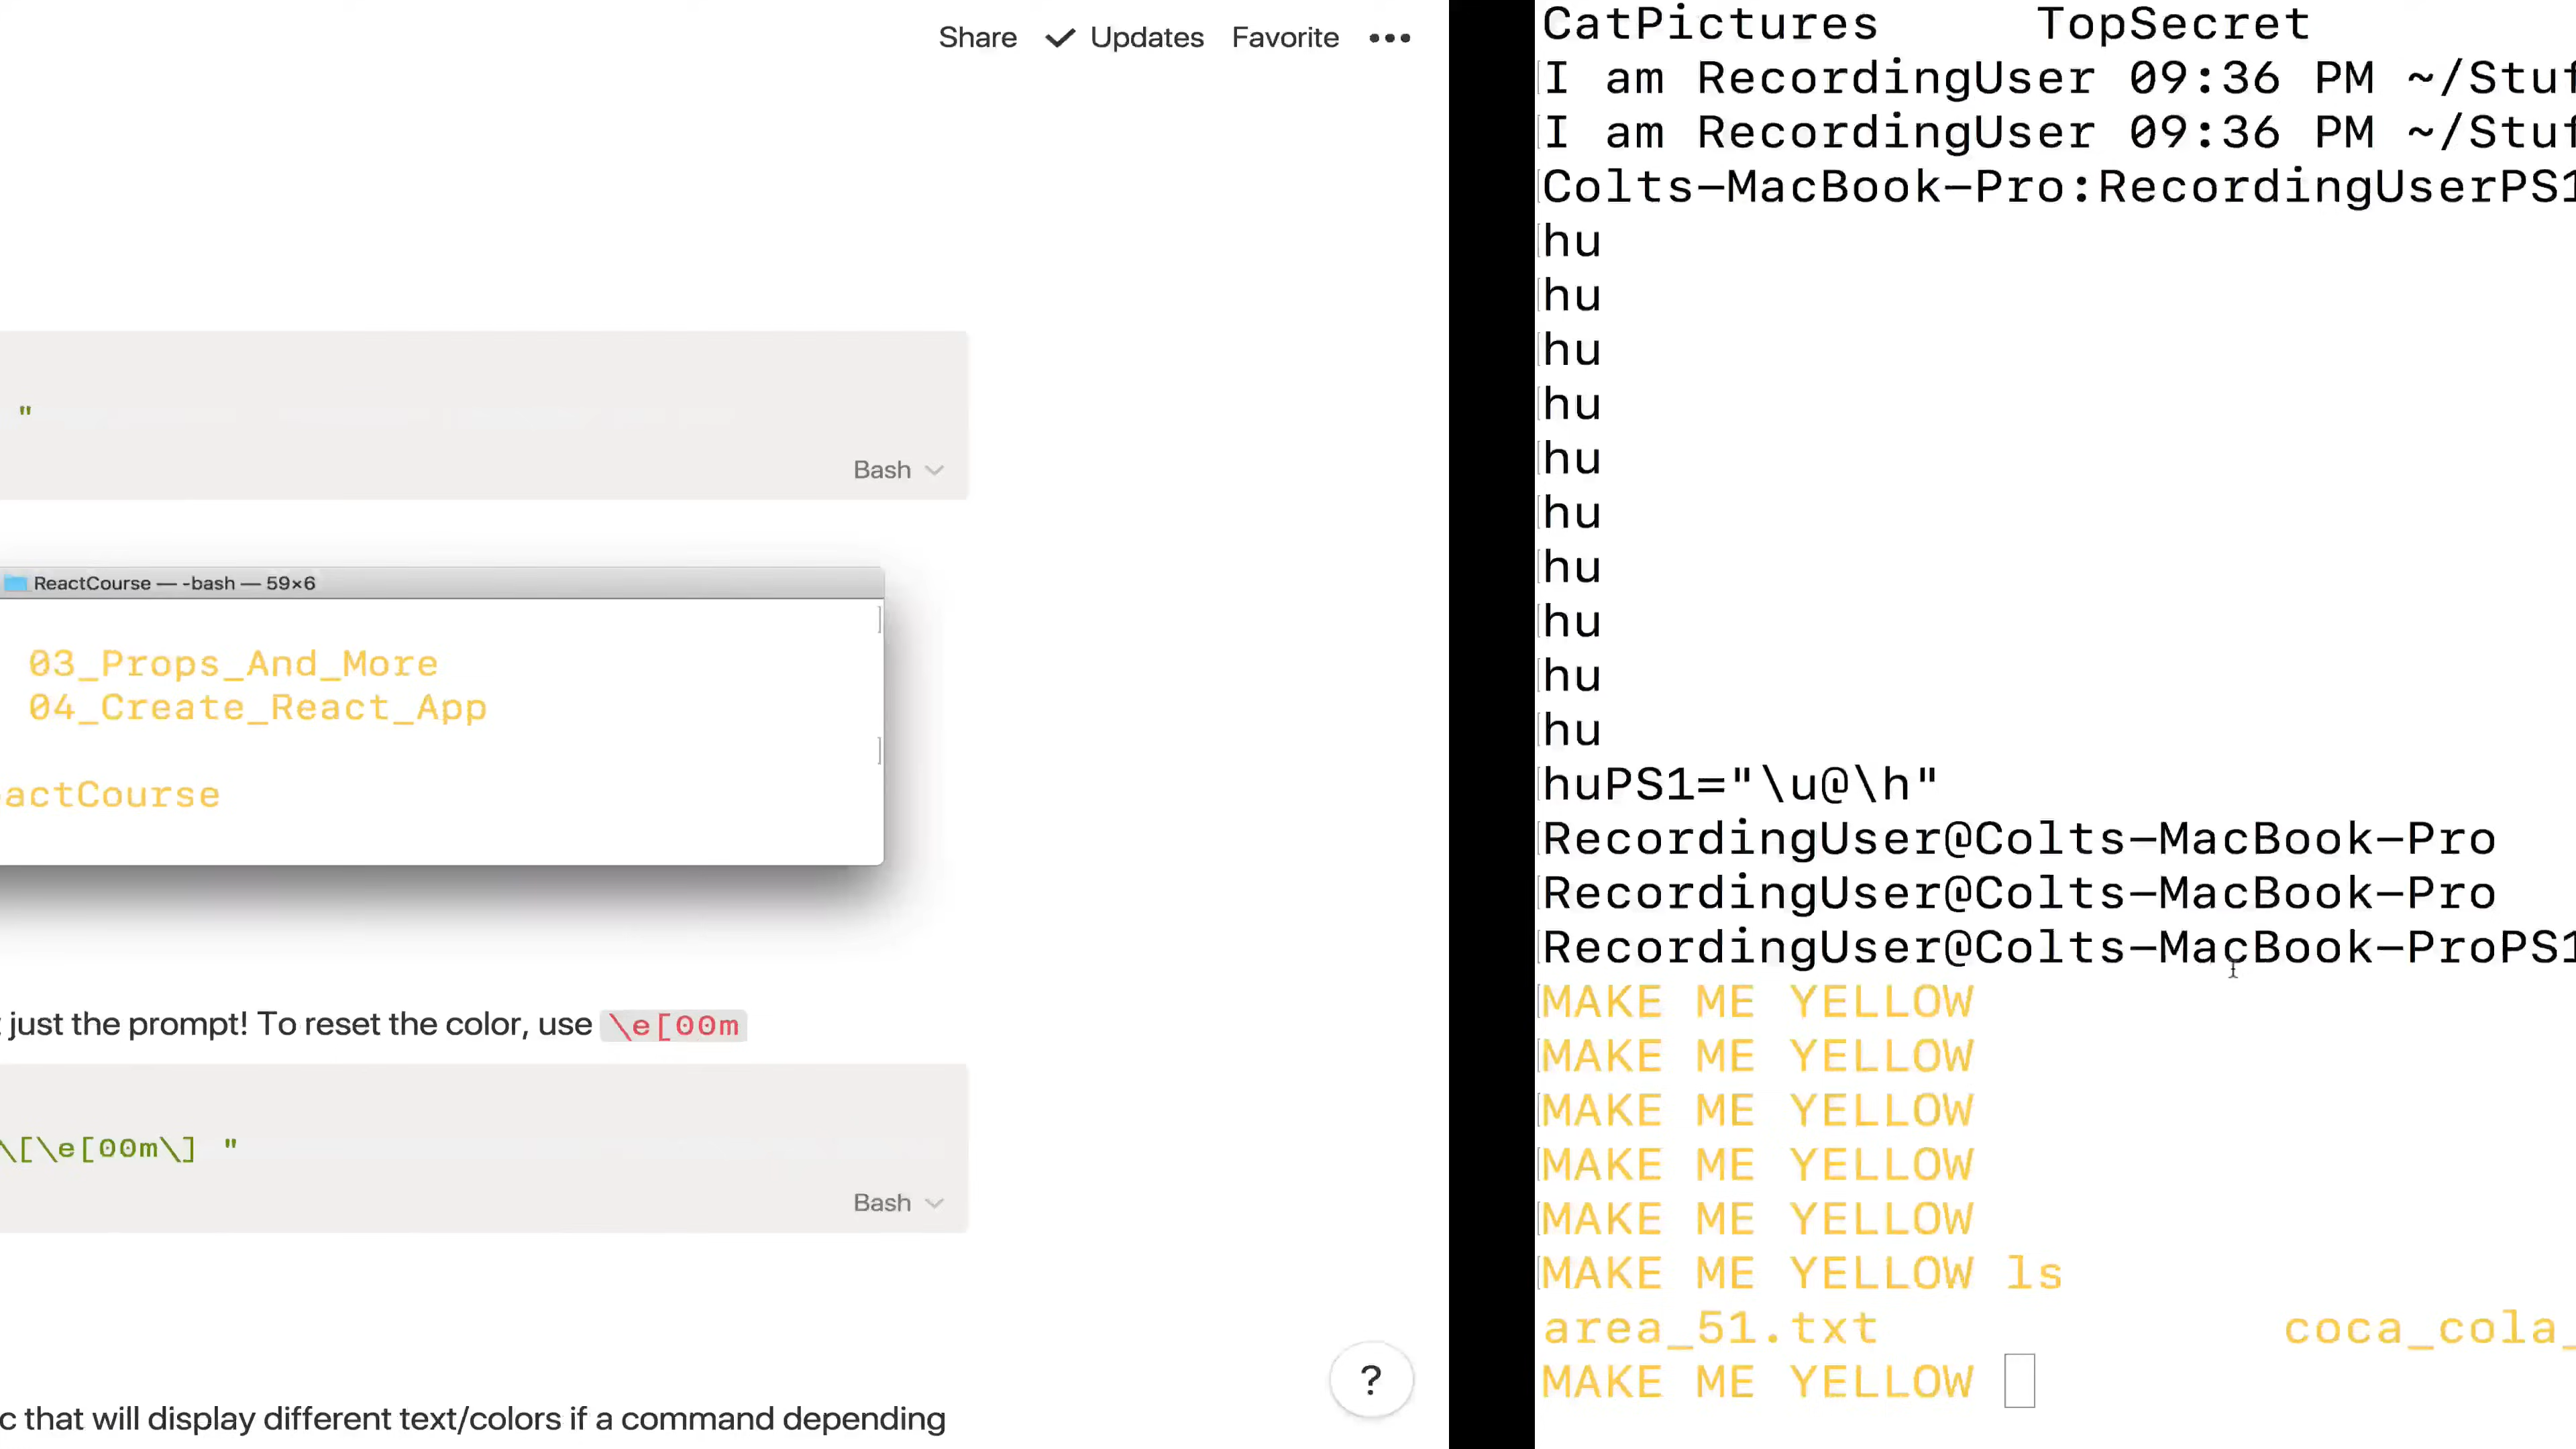 Share ✓ Updates Favorite •••
"
Bash
ReactCourse — -bash — 59×6
03_Props_And_More
04_Create_React_App
actCourse
just the prompt! To reset the color, use \e[00m
\[\e[00m\] "
Bash
c that will display different text/colors if a command depending
?
CatPictures TopSecret
I am RecordingUser 09:36 PM ~/Stuf
I am RecordingUser 09:36 PM ~/Stuf
Colts-MacBook-Pro:RecordingUserPS1
hu
hu
hu
hu
hu
hu
hu
hu
hu
hu
huPS1="\u@\h"
RecordingUser@Colts-MacBook-Pro
RecordingUser@Colts-MacBook-Pro
RecordingUser@Colts-MacBook-ProPS1
MAKE ME YELLOW
MAKE ME YELLOW
MAKE ME YELLOW
MAKE ME YELLOW
MAKE ME YELLOW
MAKE ME YELLOW ls
area_51.txt coca_cola_
MAKE ME YELLOW